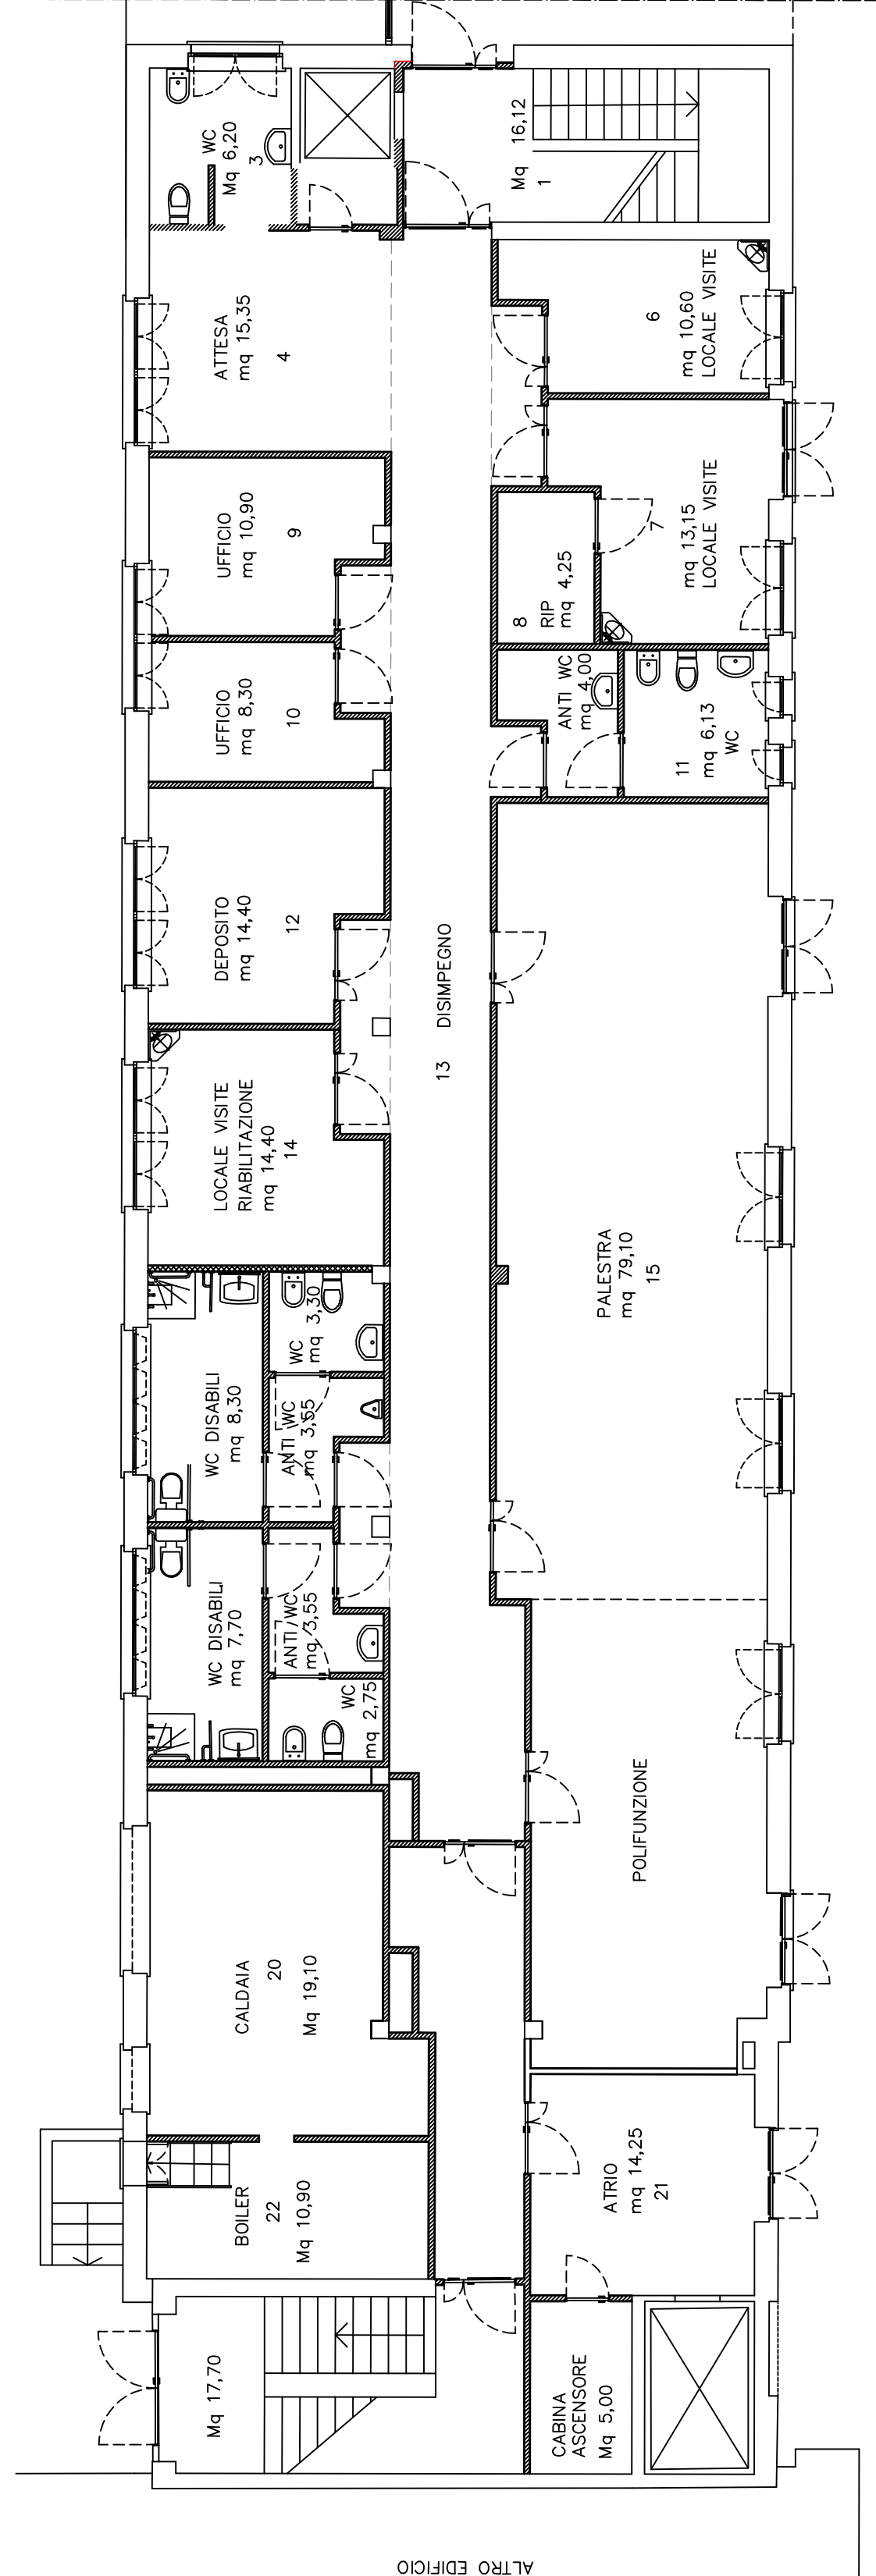 WC
Mq 6,20
3
Mq 16,12
1
ATTESA
mq 15,35
4
6
mq 10,60
LOCALE VISITE
UFFICIO
mq 10,90
9
7
mq 13,15
LOCALE VISITE
8
RIP
mq 4,25
UFFICIO
mq 8,30
10
ANTI WC
mq 4,00
11
mq 6,13
WC
DEPOSITO
mq 14,40
12
13 DISIMPEGNO
LOCALE VISITE
RIABILITAZIONE
mq 14,40
14
PALESTRA
mq 79,10
15
WC
mq 3,30
WC DISABILI
mq 8,30
ANTI WC
mq 3,55
WC DISABILI
mq 7,70
ANTI WC
mq 3,55
WC
mq 2,75
POLIFUNZIONE
CALDAIA
20
Mq 19,10
BOILER
22
Mq 10,90
ATRIO
mq 14,25
21
Mq 17,70
CABINA
ASCENSORE
Mq 5,00
ALTRO EDIFICIO